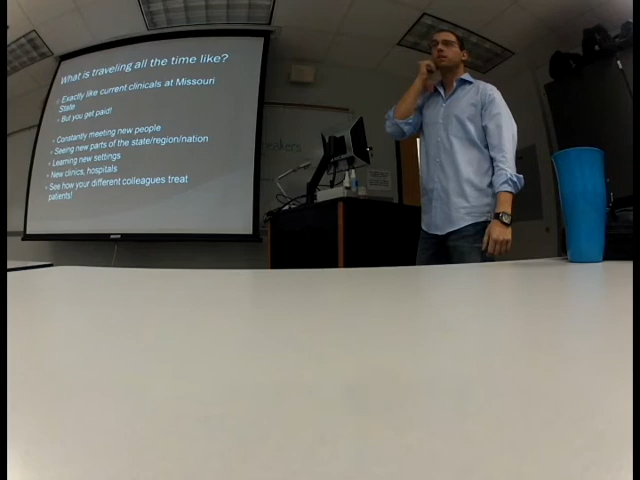 What is traveling all the time like?
Exactly like current clinicals at Missouri
State
But you get paid!
Constantly meeting new people
Seeing new parts of the state/region/nation
Learning new settings
New clinics, hospitals
See how your different colleagues treat
patients!
eakers